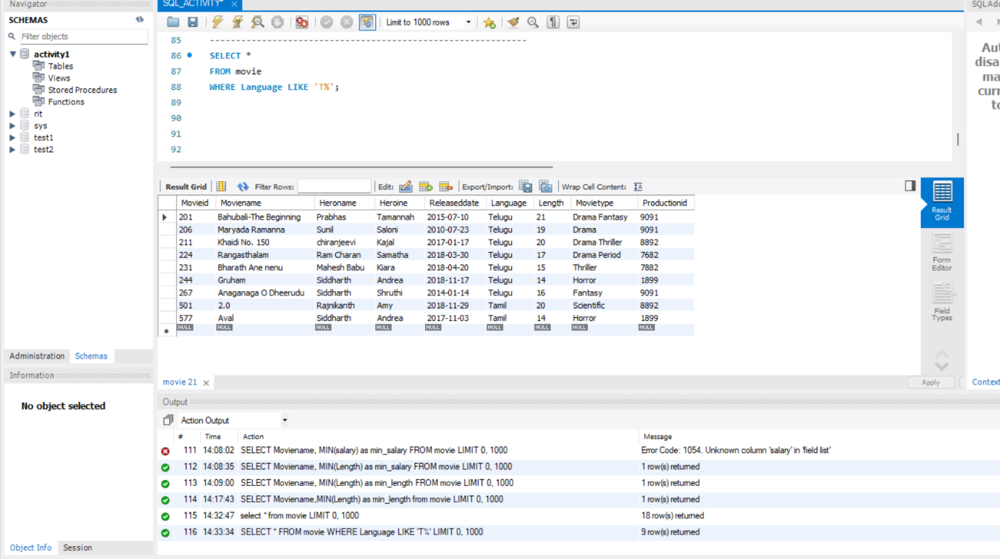 Navigator
SQL_ACTIVITY* ×
SCHEMAS
Filter objects
activity1
Tables
Views
Stored Procedures
Functions
rit
sys
test1
test2
Limit to 1000 rows
85 ------------------------------------------------------------
86 SELECT *
87 FROM movie
88 WHERE Language LIKE 'T%';
89
90
91
92
Result Grid Filter Rows: Edit: Export/Import: Wrap Cell Content:
Movieid Moviename Heroname Heroine Releaseddate Language Length Movietype Productionid
201 Bahubali-The Beginning Prabhas Tamannah 2015-07-10 Telugu 21 Drama Fantasy 9091
206 Maryada Ramanna Sunil Saloni 2010-07-23 Telugu 19 Drama 9091
211 Khaidi No. 150 chiranjeevi Kajal 2017-01-17 Telugu 20 Drama Thriller 8892
224 Rangasthalam Ram Charan Samatha 2018-03-30 Telugu 17 Drama Period 7682
231 Bharath Ane nenu Mahesh Babu Kiara 2018-04-20 Telugu 15 Thriller 7882
244 Gruham Siddharth Andrea 2018-11-17 Telugu 14 Horror 1899
267 Anaganaga O Dheerudu Siddharth Shruthi 2014-01-14 Telugu 16 Fantasy 9091
501 2.0 Rajnikanth Amy 2018-11-29 Tamil 20 Scientific 8892
577 Aval Siddharth Andrea 2017-11-03 Tamil 14 Horror 1899
NULL NULL NULL NULL NULL NULL NULL NULL NULL
Result
Grid
Form
Editor
Field
Types
Administration Schemas
Information
No object selected
movie 21 ×
Apply
Context
Output
Action Output
# Time Action Message
111 14:08:02 SELECT Moviename, MIN(salary) as min_salary FROM movie LIMIT 0, 1000 Error Code: 1054. Unknown column 'salary' in 'field list'
112 14:08:35 SELECT Moviename, MIN(Length) as min_salary FROM movie LIMIT 0, 1000 1 row(s) returned
113 14:09:00 SELECT Moviename, MIN(Length) as min_length FROM movie LIMIT 0, 1000 1 row(s) returned
114 14:17:43 SELECT Moviename,MIN(Length) as min_length from movie LIMIT 0, 1000 1 row(s) returned
115 14:32:47 select * from movie LIMIT 0, 1000 18 row(s) returned
116 14:33:34 SELECT * FROM movie WHERE Language LIKE 'T%' LIMIT 0, 1000 9 row(s) returned
Object Info Session